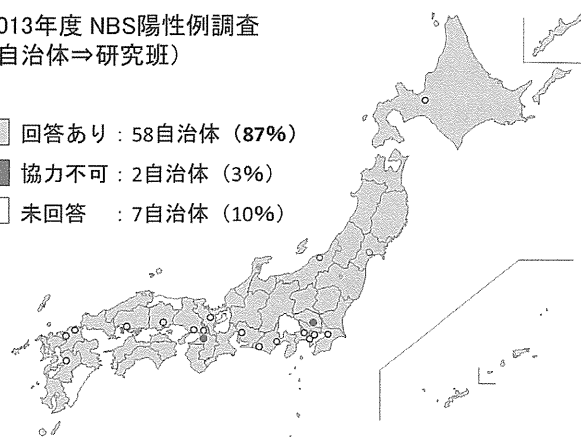 013年度 NBS陽性例調査
自治体⇒研究班）
回答あり：58自治体（87%）
協力不可：2自治体（3%）
未回答　：7自治体（10%）